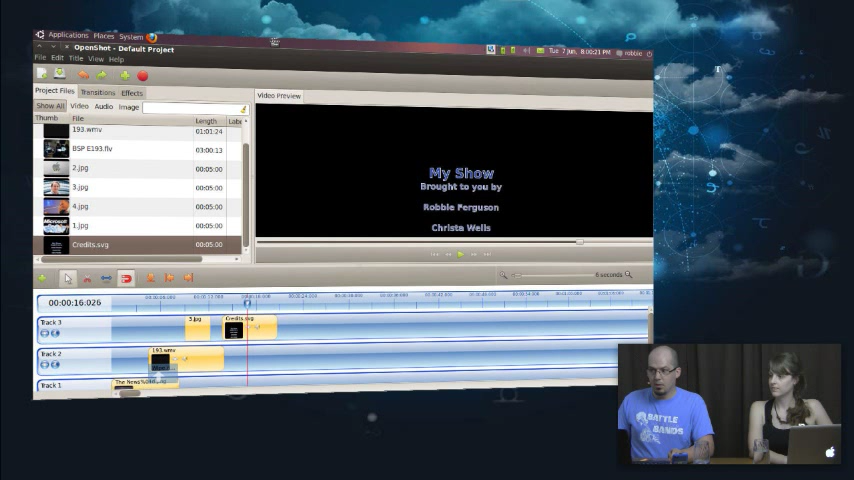 Applications Places System
Tue 7 Jun, 8:00:21 PM robbie
OpenShot - Default Project
File Edit Title View Help
Project Files Transitions Effects
Show All Video Audio Image
Thumb File Length Labe
193.wmv 01:01:24
BSP E193.flv 03:00:13
2.jpg 00:05:00
3.jpg 00:05:00
4.jpg 00:05:00
1.jpg 00:05:00
Credits.svg 00:05:00
Video Preview
My Show
Brought to you by
Robbie Ferguson
Christa Wells
6 seconds
00:00:16:026
Track 3
Credits.svg
Track 2
193.wmv
Track 1
BATTLE
BANDS